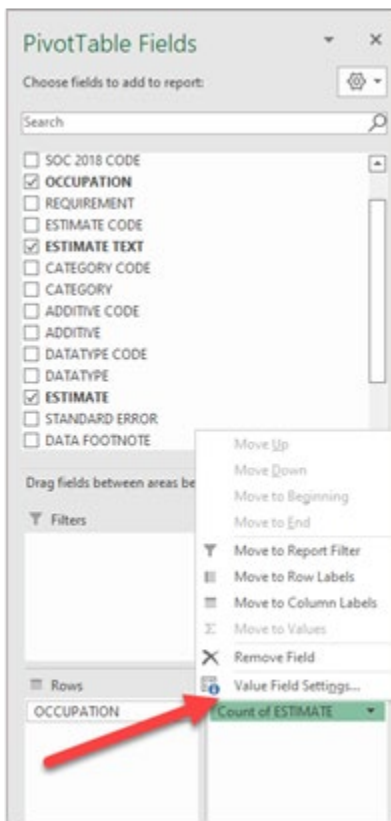 PivotTable Fields
Choose fields to add to report:
Search
SOC 2018 CODE
OCCUPATION
REQUIREMENT
ESTIMATE CODE
ESTIMATE TEXT
CATEGORY CODE
CATEGORY
ADDITIVE CODE
ADDITIVE
DATATYPE CODE
DATATYPE
ESTIMATE
STANDARD ERROR
DATA FOOTNOTE
Drag fields between areas be
Filters
Move Up
Move Down
Move to Beginning
Move to End
Move to Report Filter
Move to Row Labels
Move to Column Labels
Σ Move to Values
Remove Field
Value Field Settings...
Rows
OCCUPATION
Count of ESTIMATE